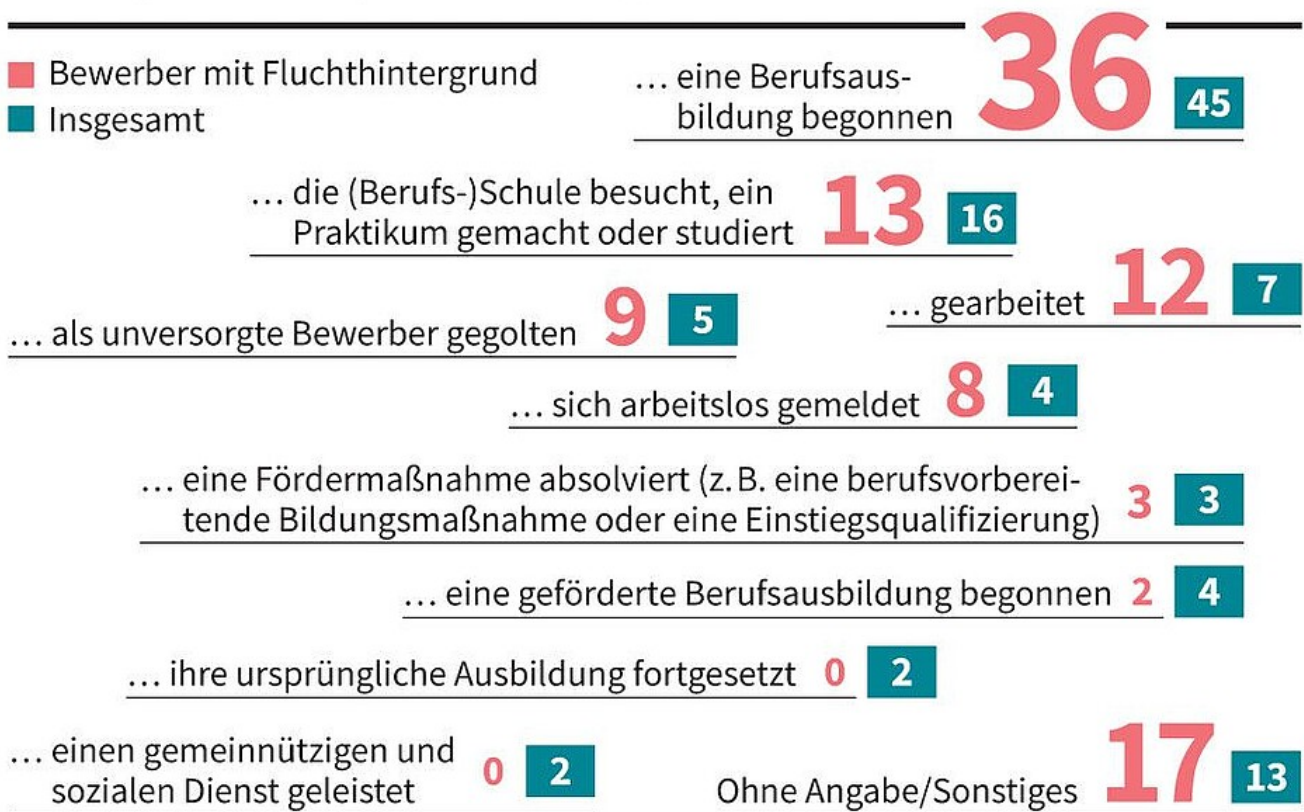 Bewerber mit Fluchthintergrund
Insgesamt
… eine Berufsaus-
bildung begonnen 36 45
… die (Berufs-)Schule besucht, ein
Praktikum gemacht oder studiert 13 16
… gearbeitet 12 7
… als unversorgte Bewerber gegolten 9 5
… sich arbeitslos gemeldet 8 4
… eine Fördermaßnahme absolviert (z. B. eine berufsvorberei-
tende Bildungsmaßnahme oder eine Einstiegsqualifizierung) 3 3
… eine geförderte Berufsausbildung begonnen 2 4
… ihre ursprüngliche Ausbildung fortgesetzt 0 2
… einen gemeinnützigen und
sozialen Dienst geleistet 0 2
Ohne Angabe/Sonstiges 17 13